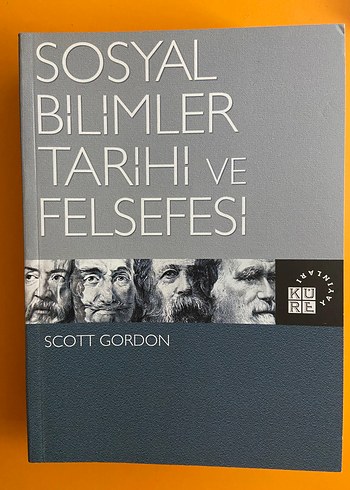 SOSYAL
BİLİMLER
TARİHİ VE
FELSEFESİ
KÜRE
YAYINLARI
SCOTT GORDON